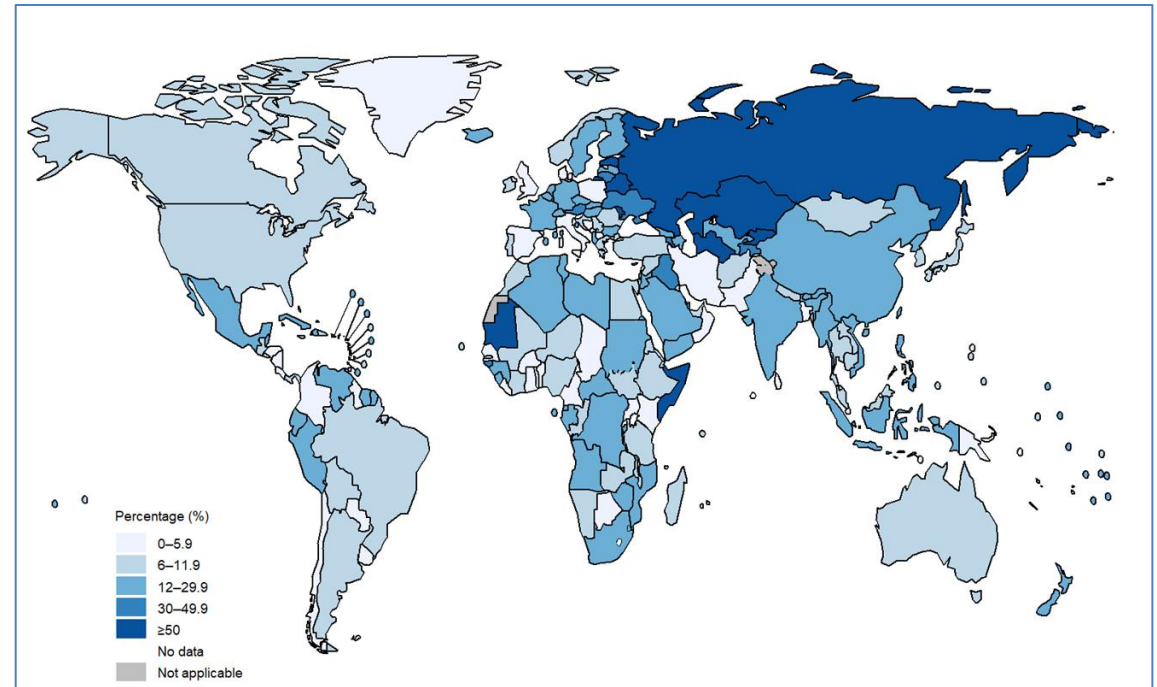 Percentage (%)
0–5.9
6–11.9
12–29.9
30–49.9
≥50
No data
Not applicable